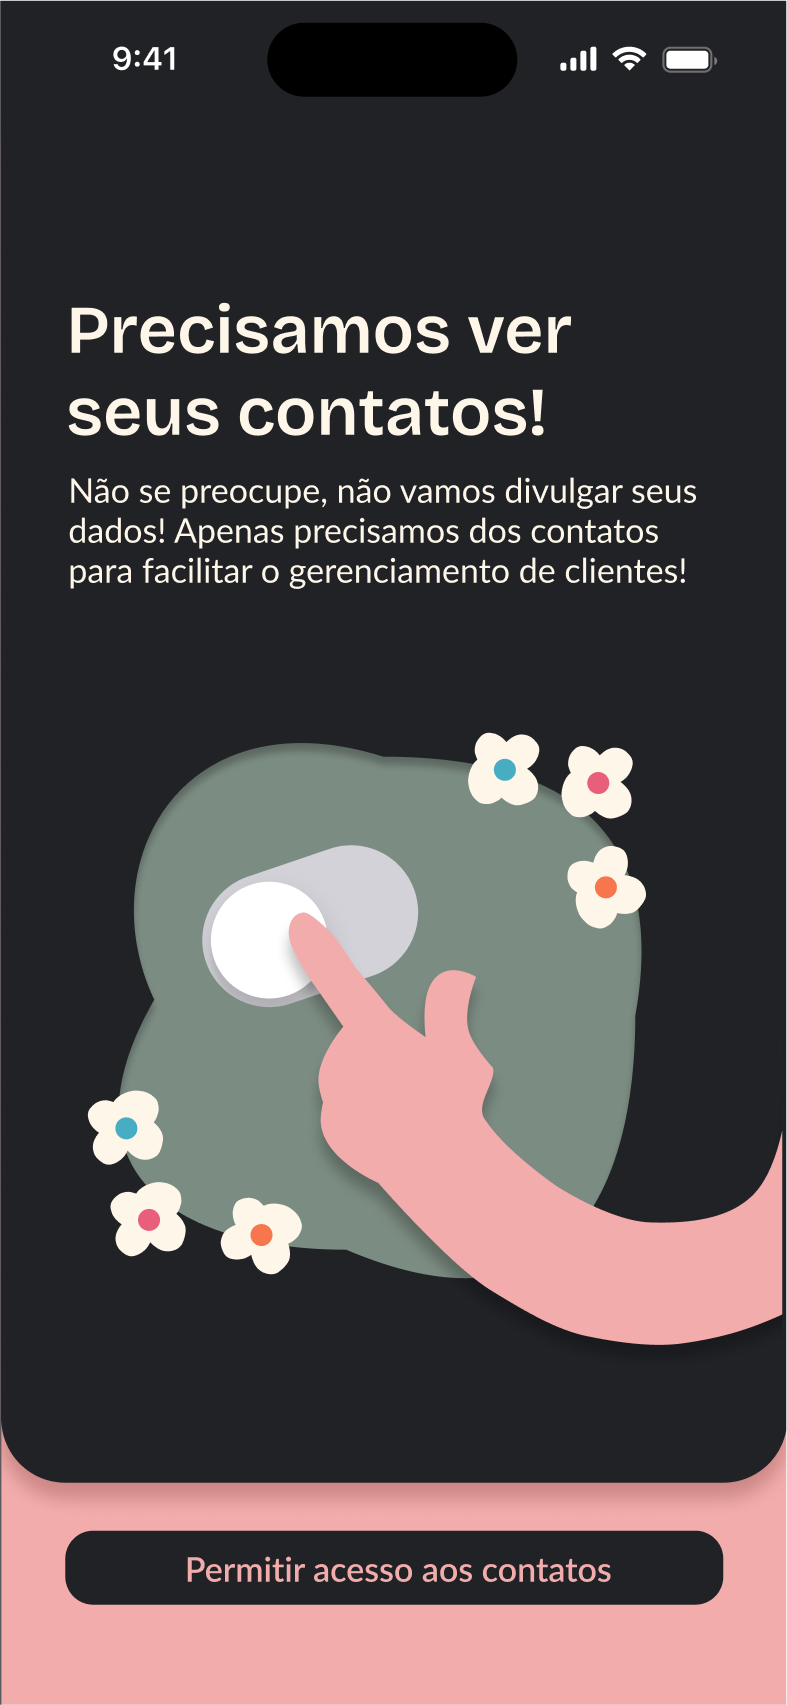 9:41
Precisamos ver
seus contatos!
Não se preocupe, não vamos divulgar seus
dados! Apenas precisamos dos contatos
para facilitar o gerenciamento de clientes!
Permitir acesso aos contatos